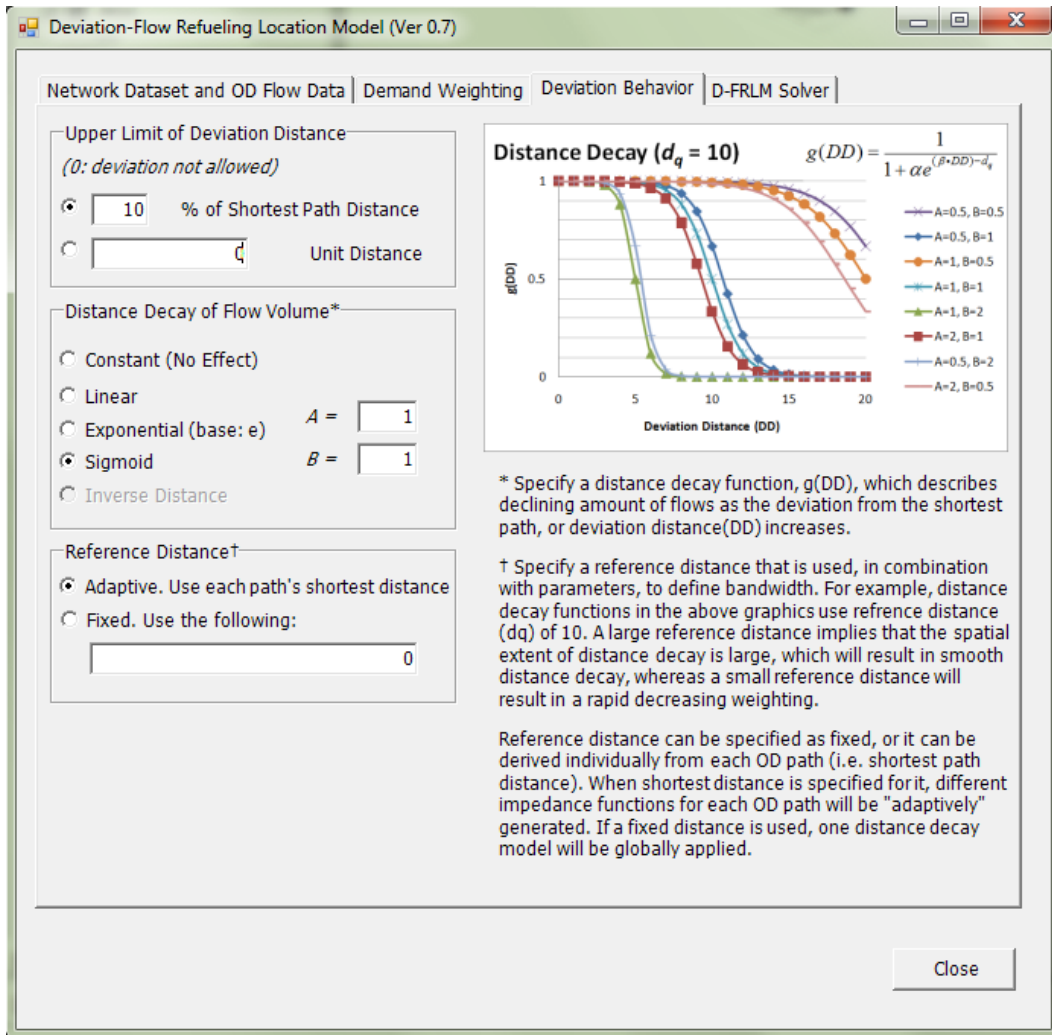 Deviation-Flow Refueling Location Model (Ver 0.7)
Network Dataset and OD Flow Data
Demand Weighting
Deviation Behavior
D-FRLM Solver
Upper Limit of Deviation Distance
(0: deviation not allowed)
10 % of Shortest Path Distance
Unit Distance
Distance Decay of Flow Volume*
Constant (No Effect)
Linear
Exponential (base: e)
Sigmoid
Inverse Distance
A = 1
B = 1
Reference Distance†
Adaptive. Use each path's shortest distance
Fixed. Use the following:
0
Distance Decay (d_q = 10)
g(DD) = 1 / (1 + αe^((β•DD)−d_q))
g(DD)
1
0.5
0
0 5 10 15 20
Deviation Distance (DD)
A=0.5, B=0.5
A=0.5, B=1
A=1, B=0.5
A=1, B=1
A=1, B=2
A=2, B=1
A=0.5, B=2
A=2, B=0.5
* Specify a distance decay function, g(DD), which describes
declining amount of flows as the deviation from the shortest
path, or deviation distance(DD) increases.
† Specify a reference distance that is used, in combination
with parameters, to define bandwidth. For example, distance
decay functions in the above graphics use refrence distance
(dq) of 10. A large reference distance implies that the spatial
extent of distance decay is large, which will result in smooth
distance decay, whereas a small reference distance will
result in a rapid decreasing weighting.
Reference distance can be specified as fixed, or it can be
derived individually from each OD path (i.e. shortest path
distance). When shortest distance is specified for it, different
impedance functions for each OD path will be "adaptively"
generated. If a fixed distance is used, one distance decay
model will be globally applied.
Close